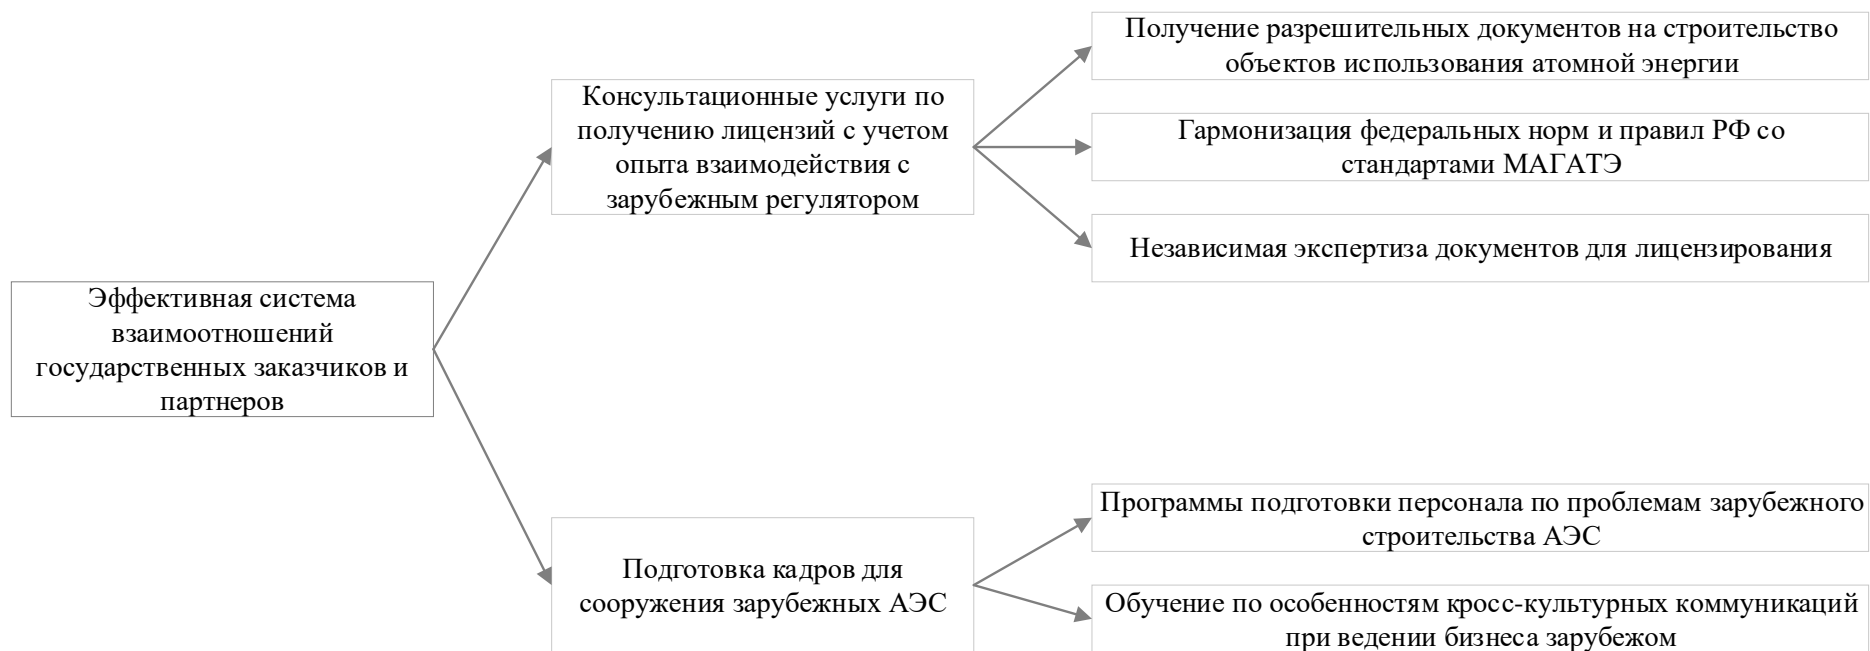 Эффективная система
взаимоотношений
государственных заказчиков и
партнеров
Консультационные услуги по
получению лицензий с учетом
опыта взаимодействия с
зарубежным регулятором
Получение разрешительных документов на строительство
объектов использования атомной энергии
Гармонизация федеральных норм и правил РФ со
стандартами МАГАТЭ
Независимая экспертиза документов для лицензирования
Подготовка кадров для
сооружения зарубежных АЭС
Программы подготовки персонала по проблемам зарубежного
строительства АЭС
Обучение по особенностям кросс-культурных коммуникаций
при ведении бизнеса зарубежом